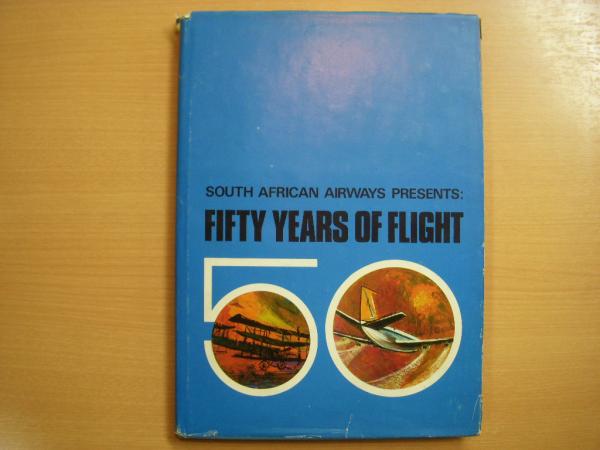 SOUTH AFRICAN AIRWAYS PRESENTS:
FIFTY YEARS OF FLIGHT
50